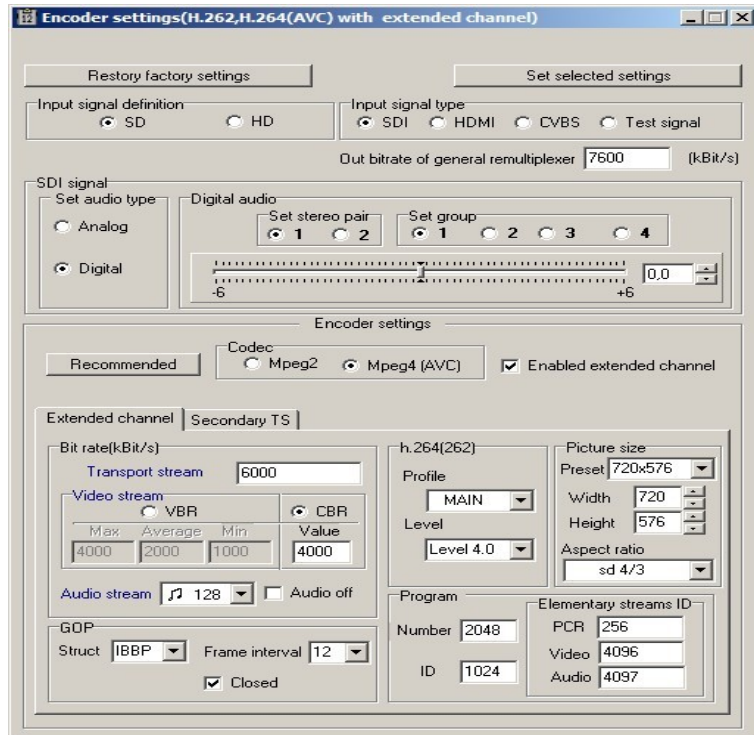 Encoder settings(H.262,H.264(AVC) with extended channel)
Restory factory settings
Set selected settings
Input signal definition
SD HD
Input signal type
SDI HDMI CVBS Test signal
Out bitrate of general remultiplexer 7600 (kBit/s)
SDI signal
Set audio type
Analog
Digital
Digital audio
Set stereo pair
1 2
Set group
1 2 3 4
-6 +6
0,0
Encoder settings
Recommended
Codec
Mpeg2 Mpeg4 (AVC)
Enabled extended channel
Extended channel Secondary TS
Bit rate(kBit/s)
Transport stream 6000
Video stream
VBR CBR
Max Average Min Value
4000 2000 1000 4000
Audio stream 128 Audio off
GOP
Struct IBBP Frame interval 12
Closed
h.264(262)
Profile
MAIN
Level
Level 4.0
Picture size
Preset 720x576
Width 720
Height 576
Aspect ratio
sd 4/3
Program
Number 2048
ID 1024
Elementary streams ID
PCR 256
Video 4096
Audio 4097